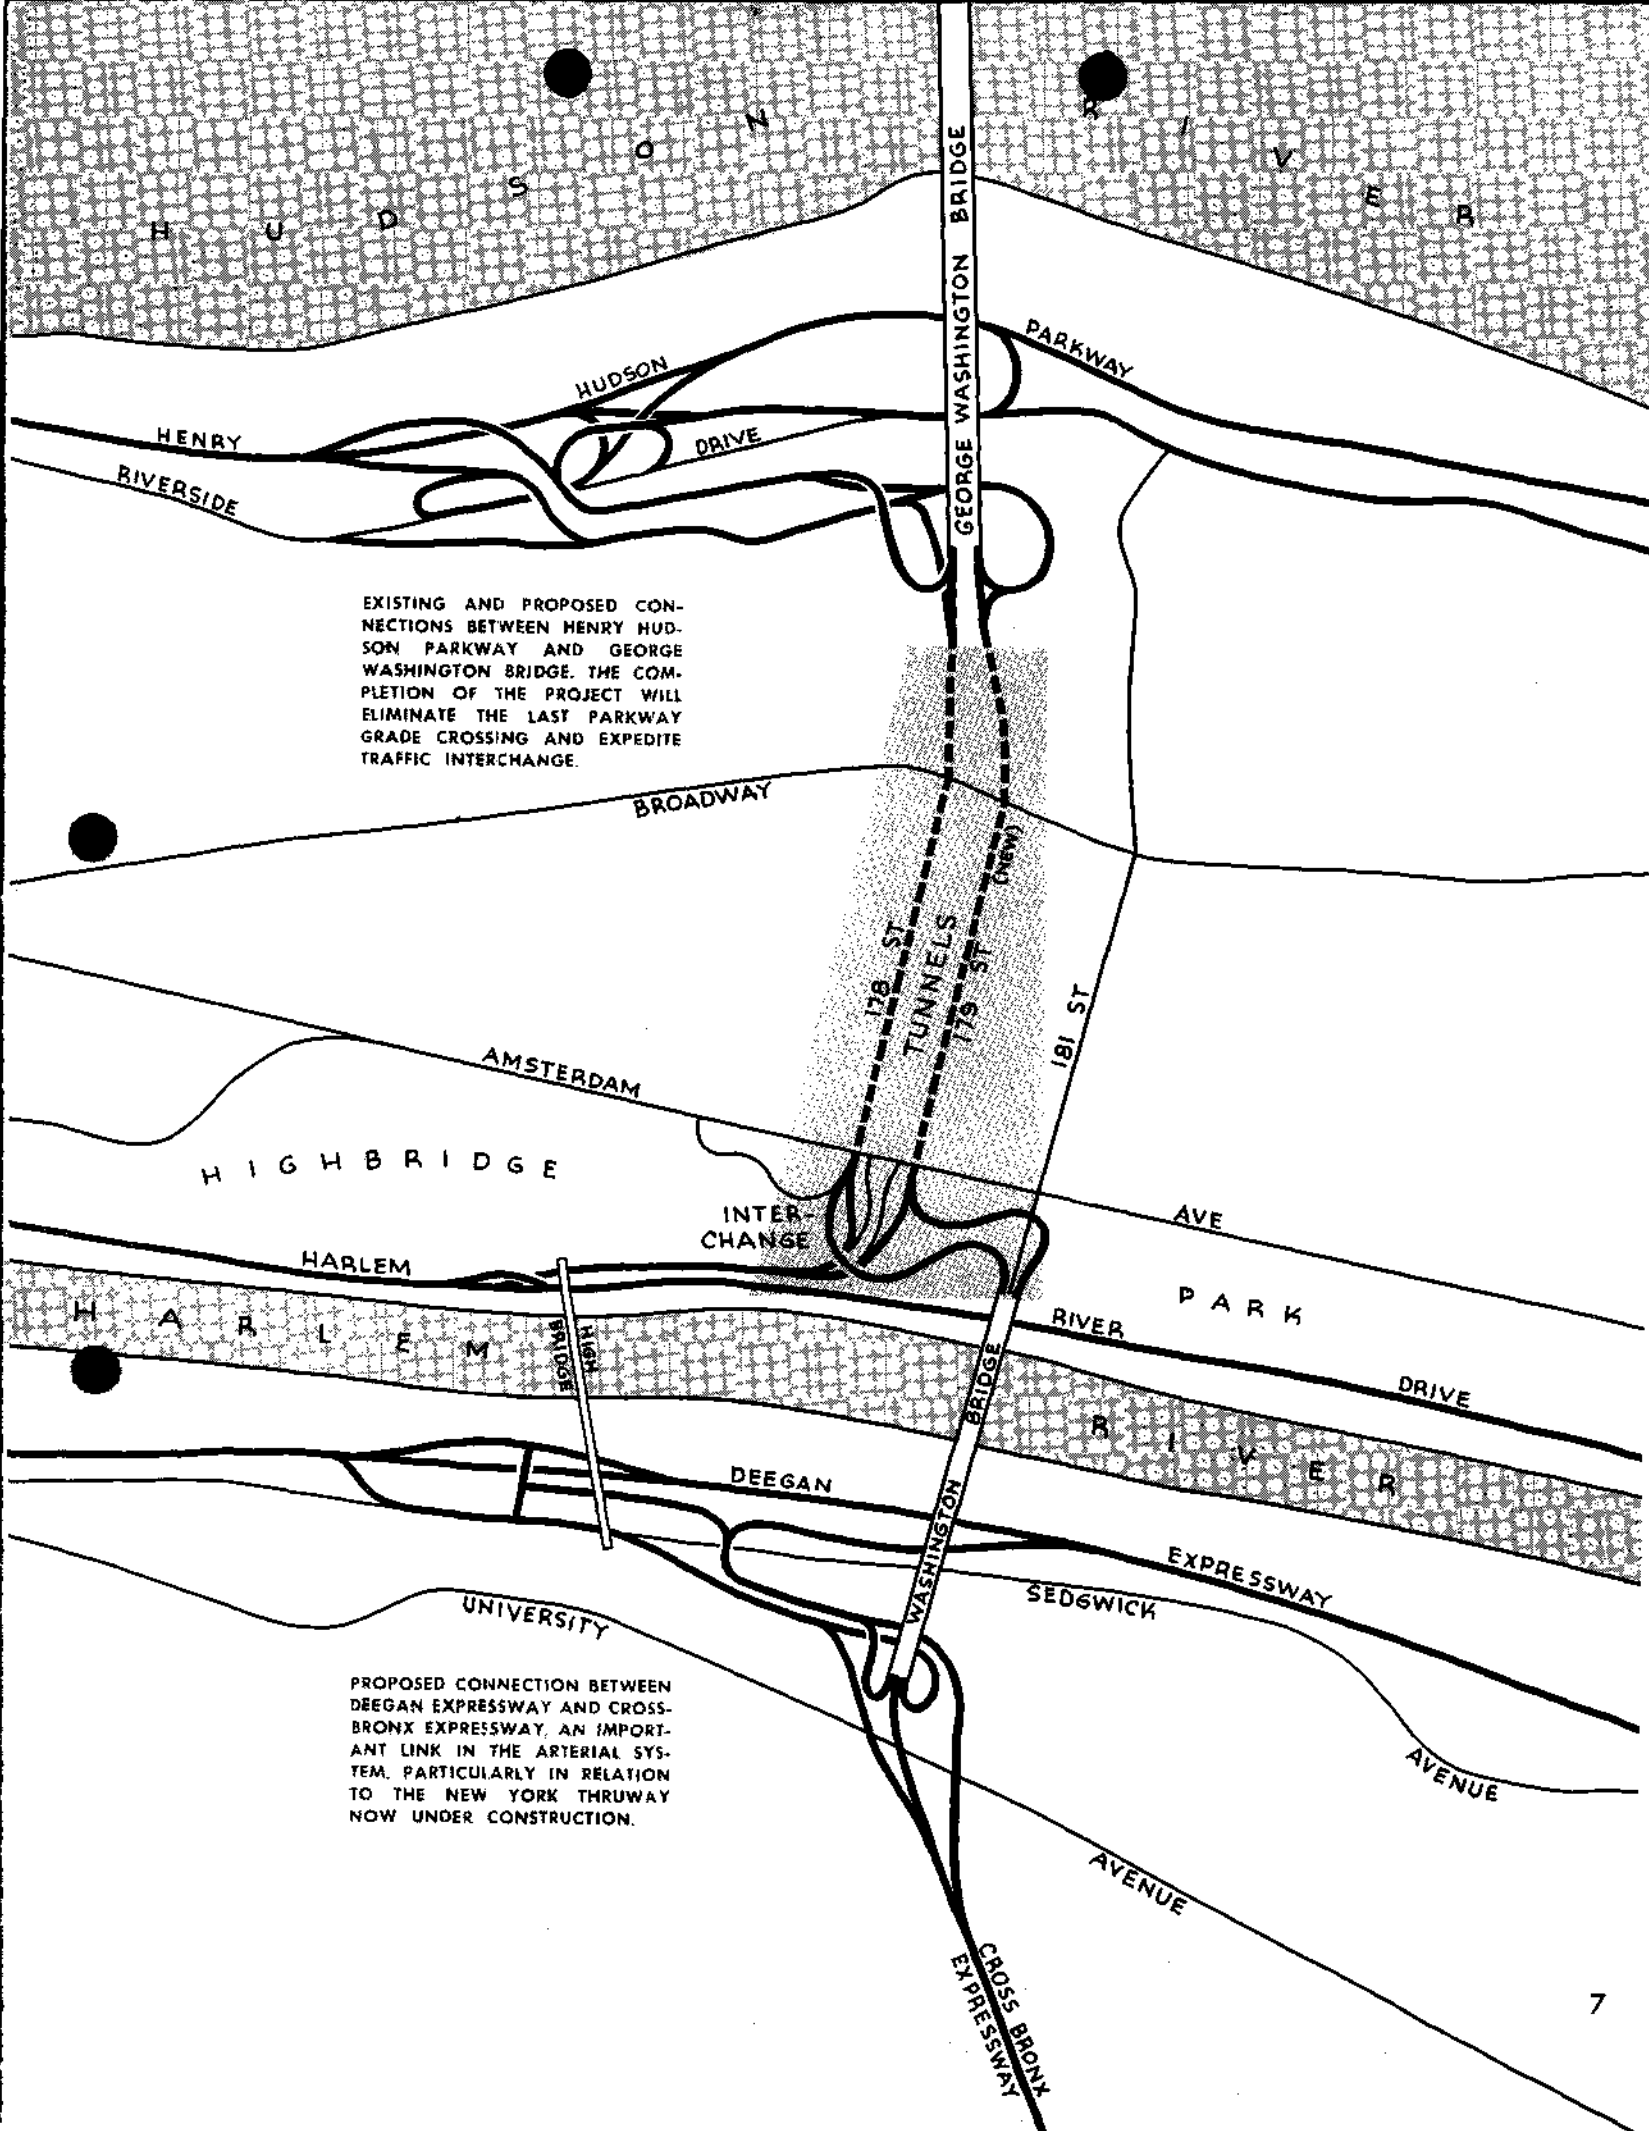 HUDSON RIVER
GEORGE WASHINGTON BRIDGE
HENRY HUDSON PARKWAY
RIVERSIDE DRIVE
EXISTING AND PROPOSED CON-
NECTIONS BETWEEN HENRY HUD-
SON PARKWAY AND GEORGE
WASHINGTON BRIDGE. THE COM-
PLETION OF THE PROJECT WILL
ELIMINATE THE LAST PARKWAY
GRADE CROSSING AND EXPEDITE
TRAFFIC INTERCHANGE.
BROADWAY
(NEW)
178 ST
TUNNELS
179 ST
181 ST
AMSTERDAM AVE
HIGHBRIDGE PARK
INTER-
CHANGE
HARLEM RIVER DRIVE
HARLEM RIVER
HIGH
BRIDGE
WASHINGTON BRIDGE
DEEGAN EXPRESSWAY
SEDGWICK AVENUE
UNIVERSITY AVENUE
PROPOSED CONNECTION BETWEEN
DEEGAN EXPRESSWAY AND CROSS-
BRONX EXPRESSWAY, AN IMPORT-
ANT LINK IN THE ARTERIAL SYS-
TEM, PARTICULARLY IN RELATION
TO THE NEW YORK THRUWAY
NOW UNDER CONSTRUCTION.
CROSS BRONX
EXPRESSWAY
7